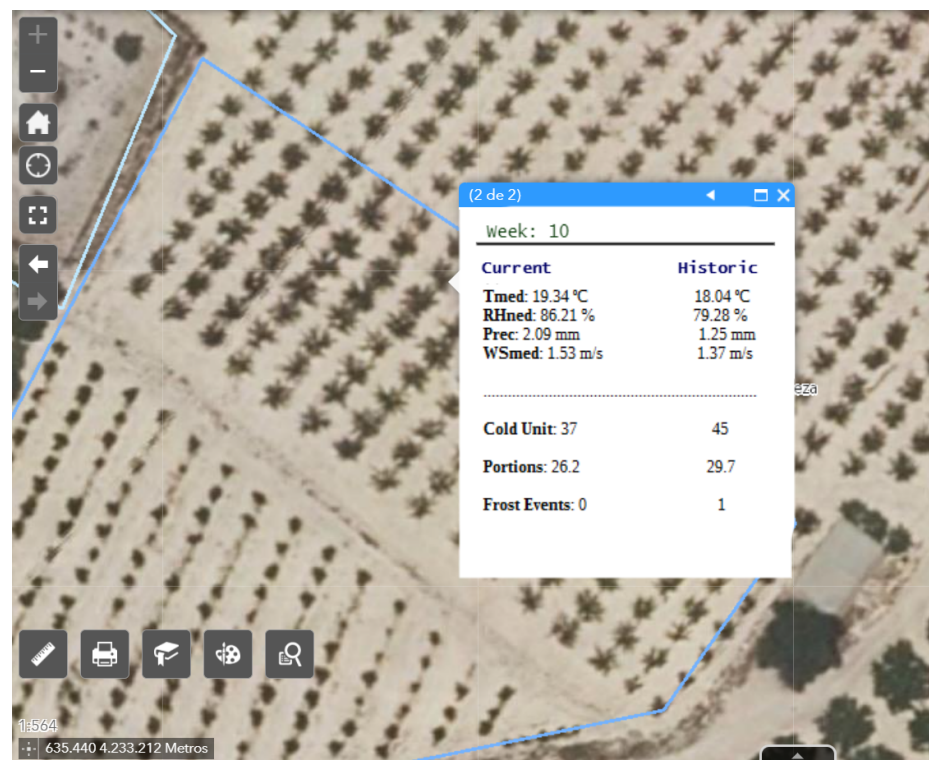 (2 de 2)
Week: 10
Current Historic
Tmed: 19.34 ℃ 18.04 ℃
RHned: 86.21 % 79.28 %
Prec: 2.09 mm 1.25 mm
WSmed: 1.53 m/s 1.37 m/s
eza
Cold Unit: 37 45
Portions: 26.2 29.7
Frost Events: 0 1
1:564
635.440 4.233.212 Metros